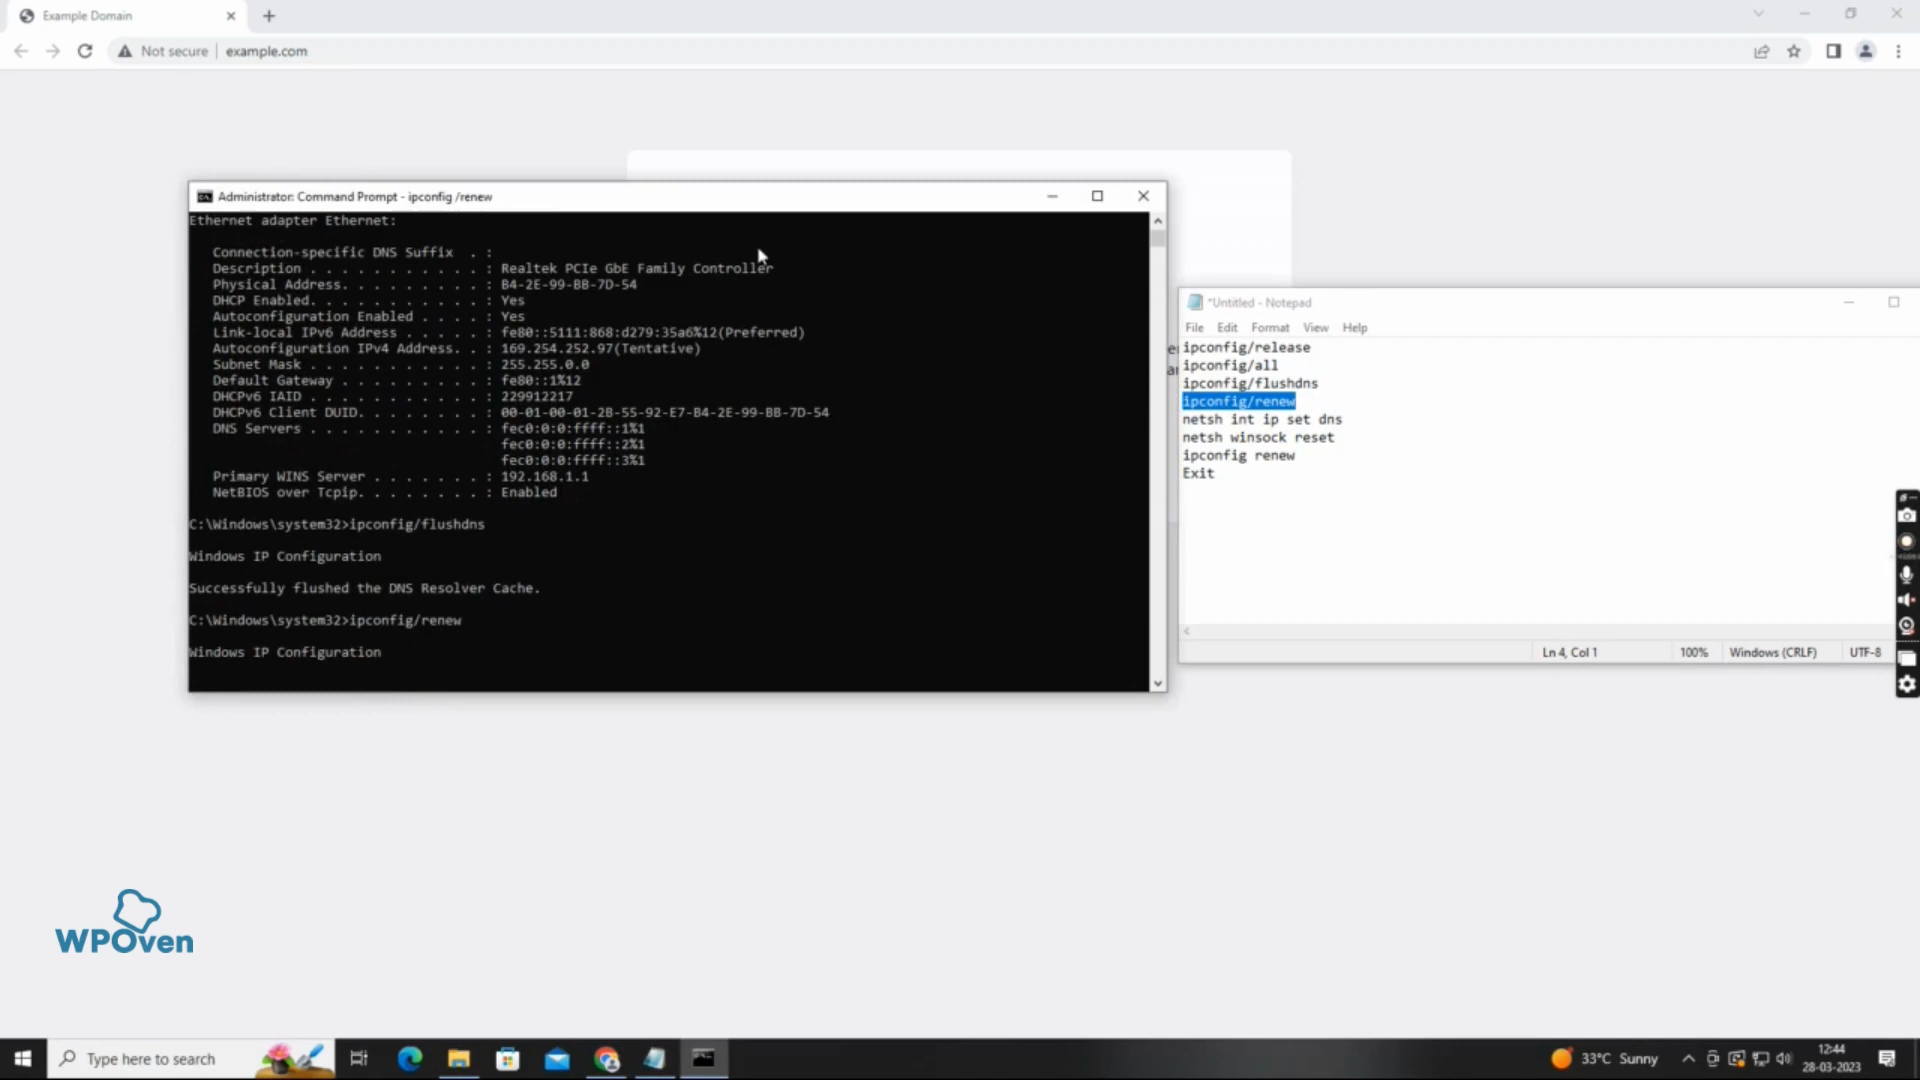 Example Domain
Not secure
example.com
Administrator: Command Prompt - ipconfig /renew
Ethernet adapter Ethernet:
Connection-specific DNS Suffix . :
Description . . . . . . . . . . . : Realtek PCIe GbE Family Controller
Physical Address. . . . . . . . . : B4-2E-99-BB-7D-54
DHCP Enabled. . . . . . . . . . . : Yes
Autoconfiguration Enabled . . . . : Yes
Link-local IPv6 Address . . . . . : fe80::5111:868:d279:35a6%12(Preferred)
Autoconfiguration IPv4 Address. . : 169.254.252.97(Tentative)
Subnet Mask . . . . . . . . . . . : 255.255.0.0
Default Gateway . . . . . . . . . : fe80::1%12
DHCPv6 IAID . . . . . . . . . . . : 229912217
DHCPv6 Client DUID. . . . . . . . : 00-01-00-01-2B-55-92-E7-B4-2E-99-BB-7D-54
DNS Servers . . . . . . . . . . . : fec0:0:0:ffff::1%1
fec0:0:0:ffff::2%1
fec0:0:0:ffff::3%1
Primary WINS Server . . . . . . . : 192.168.1.1
NetBIOS over Tcpip. . . . . . . . : Enabled
C:\Windows\system32>ipconfig/flushdns
Windows IP Configuration
Successfully flushed the DNS Resolver Cache.
C:\Windows\system32>ipconfig/renew
Windows IP Configuration
*Untitled - Notepad
File Edit Format View Help
ipconfig/release
ipconfig/all
ipconfig/flushdns
ipconfig/renew
netsh int ip set dns
netsh winsock reset
ipconfig renew
Exit
Ln 4, Col 1
100%
Windows (CRLF)
UTF-8
WPOven
Type here to search
33°C Sunny
12:44
28-03-2023